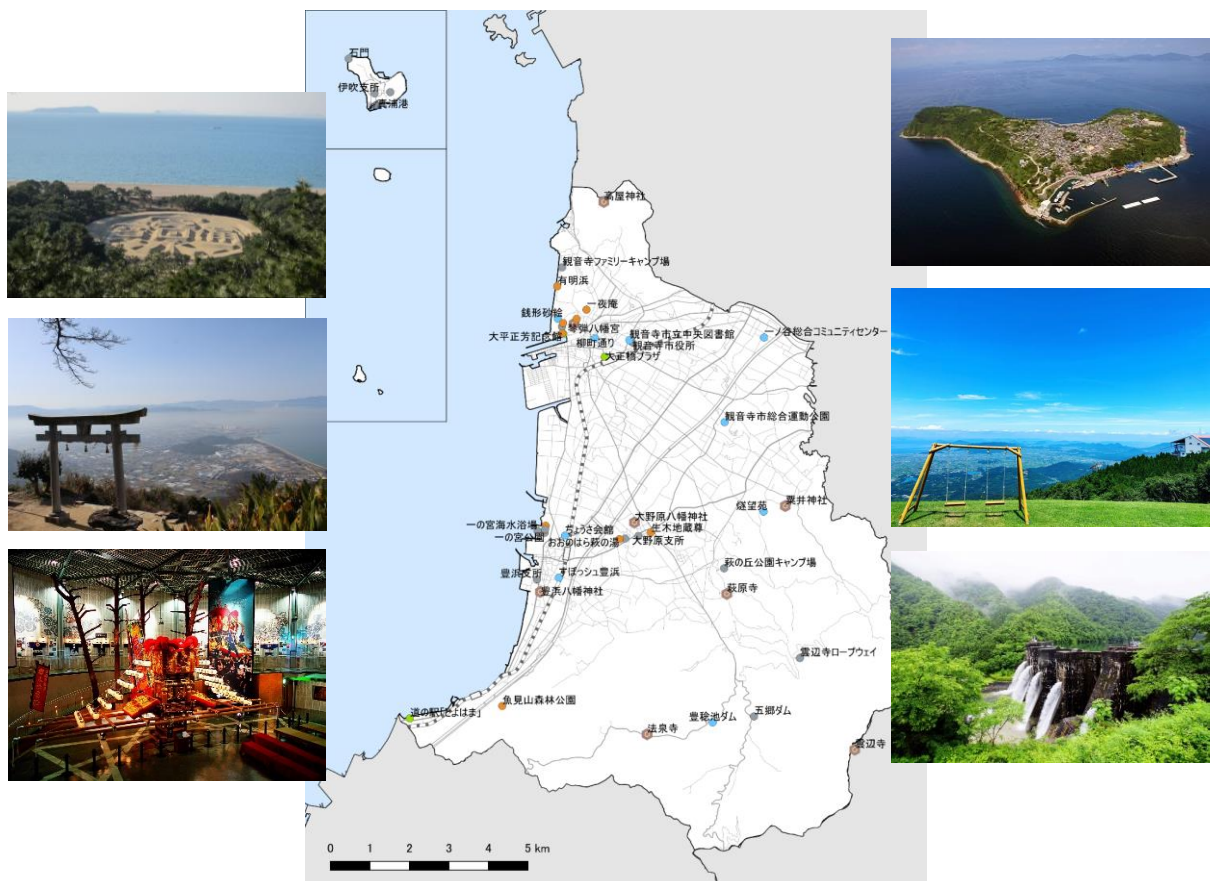 石門
伊吹支所
真浦港
高屋神社
観音寺ファミリーキャンプ場
有明浜
一夜庵
銭形砂絵
琴弾八幡宮
大平正芳記念館
柳町通り
観音寺市立中央図書館
観音寺市役所
大正橋プラザ
一ノ谷総合コミュニティセンター
観音寺市総合運動公園
燧望苑
粟井神社
大野原八幡神社
生木地蔵尊
一の宮海水浴場
ちょうさ会館
一の宮公園
おおのはら萩の湯
大野原支所
豊浜支所
すぽっシュ豊浜
豊浜八幡神社
萩の丘公園キャンプ場
萩原寺
雲辺寺ロープウェイ
魚見山森林公園
道の駅「とよはま」
豊稔池ダム
五郷ダム
法泉寺
雲辺寺
0 1 2 3 4 5 km